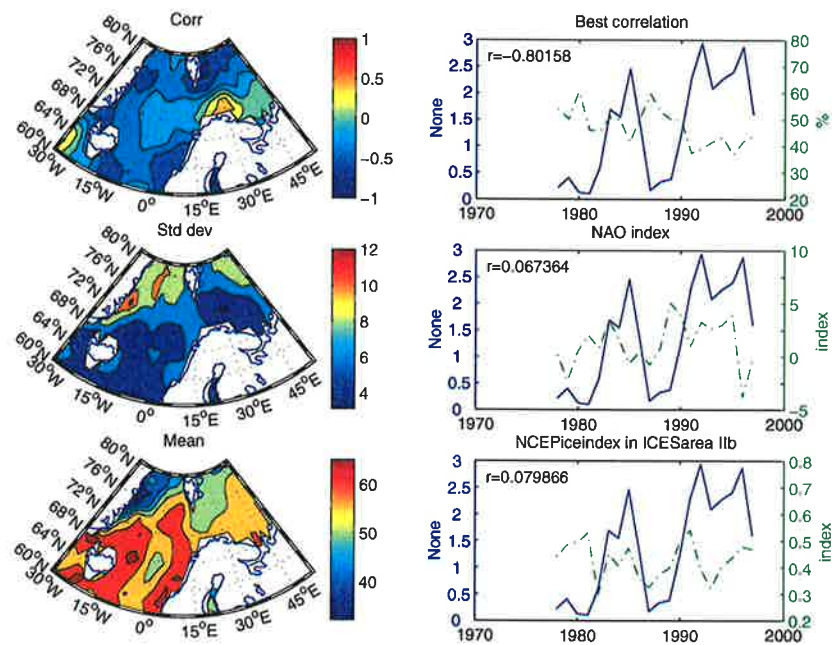 Corr
80°N
76°N
72°N
68°N
64°N
60°N
30°W
15°W
0°
15°E
30°E
45°E
1
0.5
0
−0.5
−1
Best correlation
r=−0.80158
None
3
2.5
2
1.5
1
0.5
0
80
70
60
50
40
30
20
%
1970
1980
1990
2000
Std dev
80°N
76°N
72°N
68°N
64°N
60°N
30°W
15°W
0°
15°E
30°E
45°E
12
10
8
6
4
NAO index
r=0.067364
None
3
2.5
2
1.5
1
0.5
0
10
5
0
−5
index
1970
1980
1990
2000
Mean
80°N
76°N
72°N
68°N
64°N
60°N
30°W
15°W
0°
15°E
30°E
45°E
60
50
40
NCEPiceindex in ICESarea IIb
r=0.079866
None
3
2.5
2
1.5
1
0.5
0
0.8
0.7
0.6
0.5
0.4
0.3
0.2
index
1970
1980
1990
2000